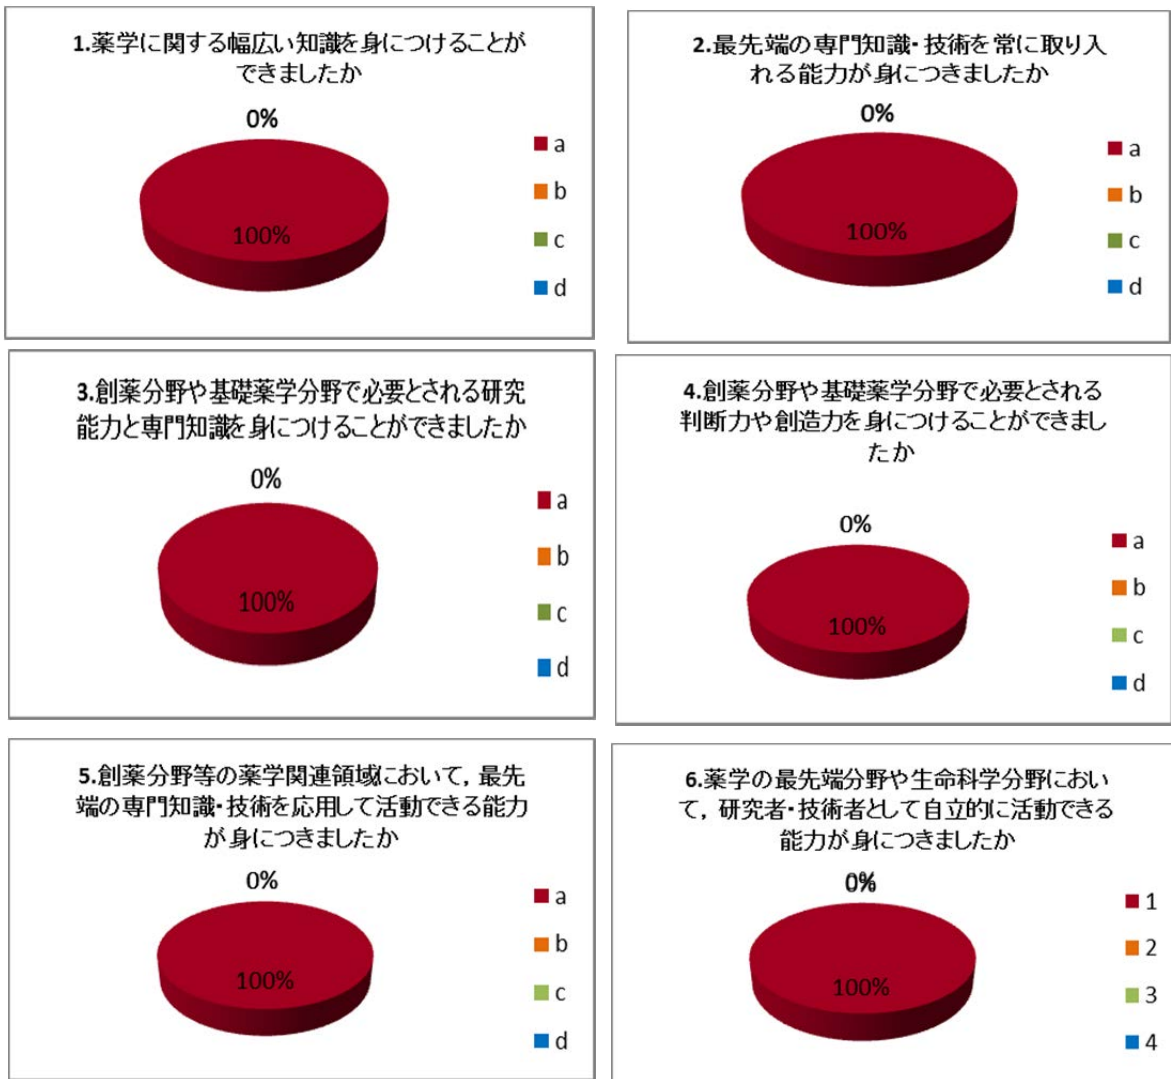 1.薬学に関する幅広い知識を身につけることが
できましたか
0%
100%
a
b
c
d
2.最先端の専門知識・技術を常に取り入
れる能力が身につきましたか
0%
100%
a
b
c
d
3.創薬分野や基礎薬学分野で必要とされる研究
能力と専門知識を身につけることができましたか
0%
100%
a
b
c
d
4.創薬分野や基礎薬学分野で必要とされる
判断力や創造力を身につけることができまし
たか
0%
100%
a
b
c
d
5.創薬分野等の薬学関連領域において，最先
端の専門知識・技術を応用して活動できる能力
が身につきましたか
0%
100%
a
b
c
d
6.薬学の最先端分野や生命科学分野におい
て，研究者・技術者として自立的に活動できる
能力が身につきましたか
0%
100%
1
2
3
4